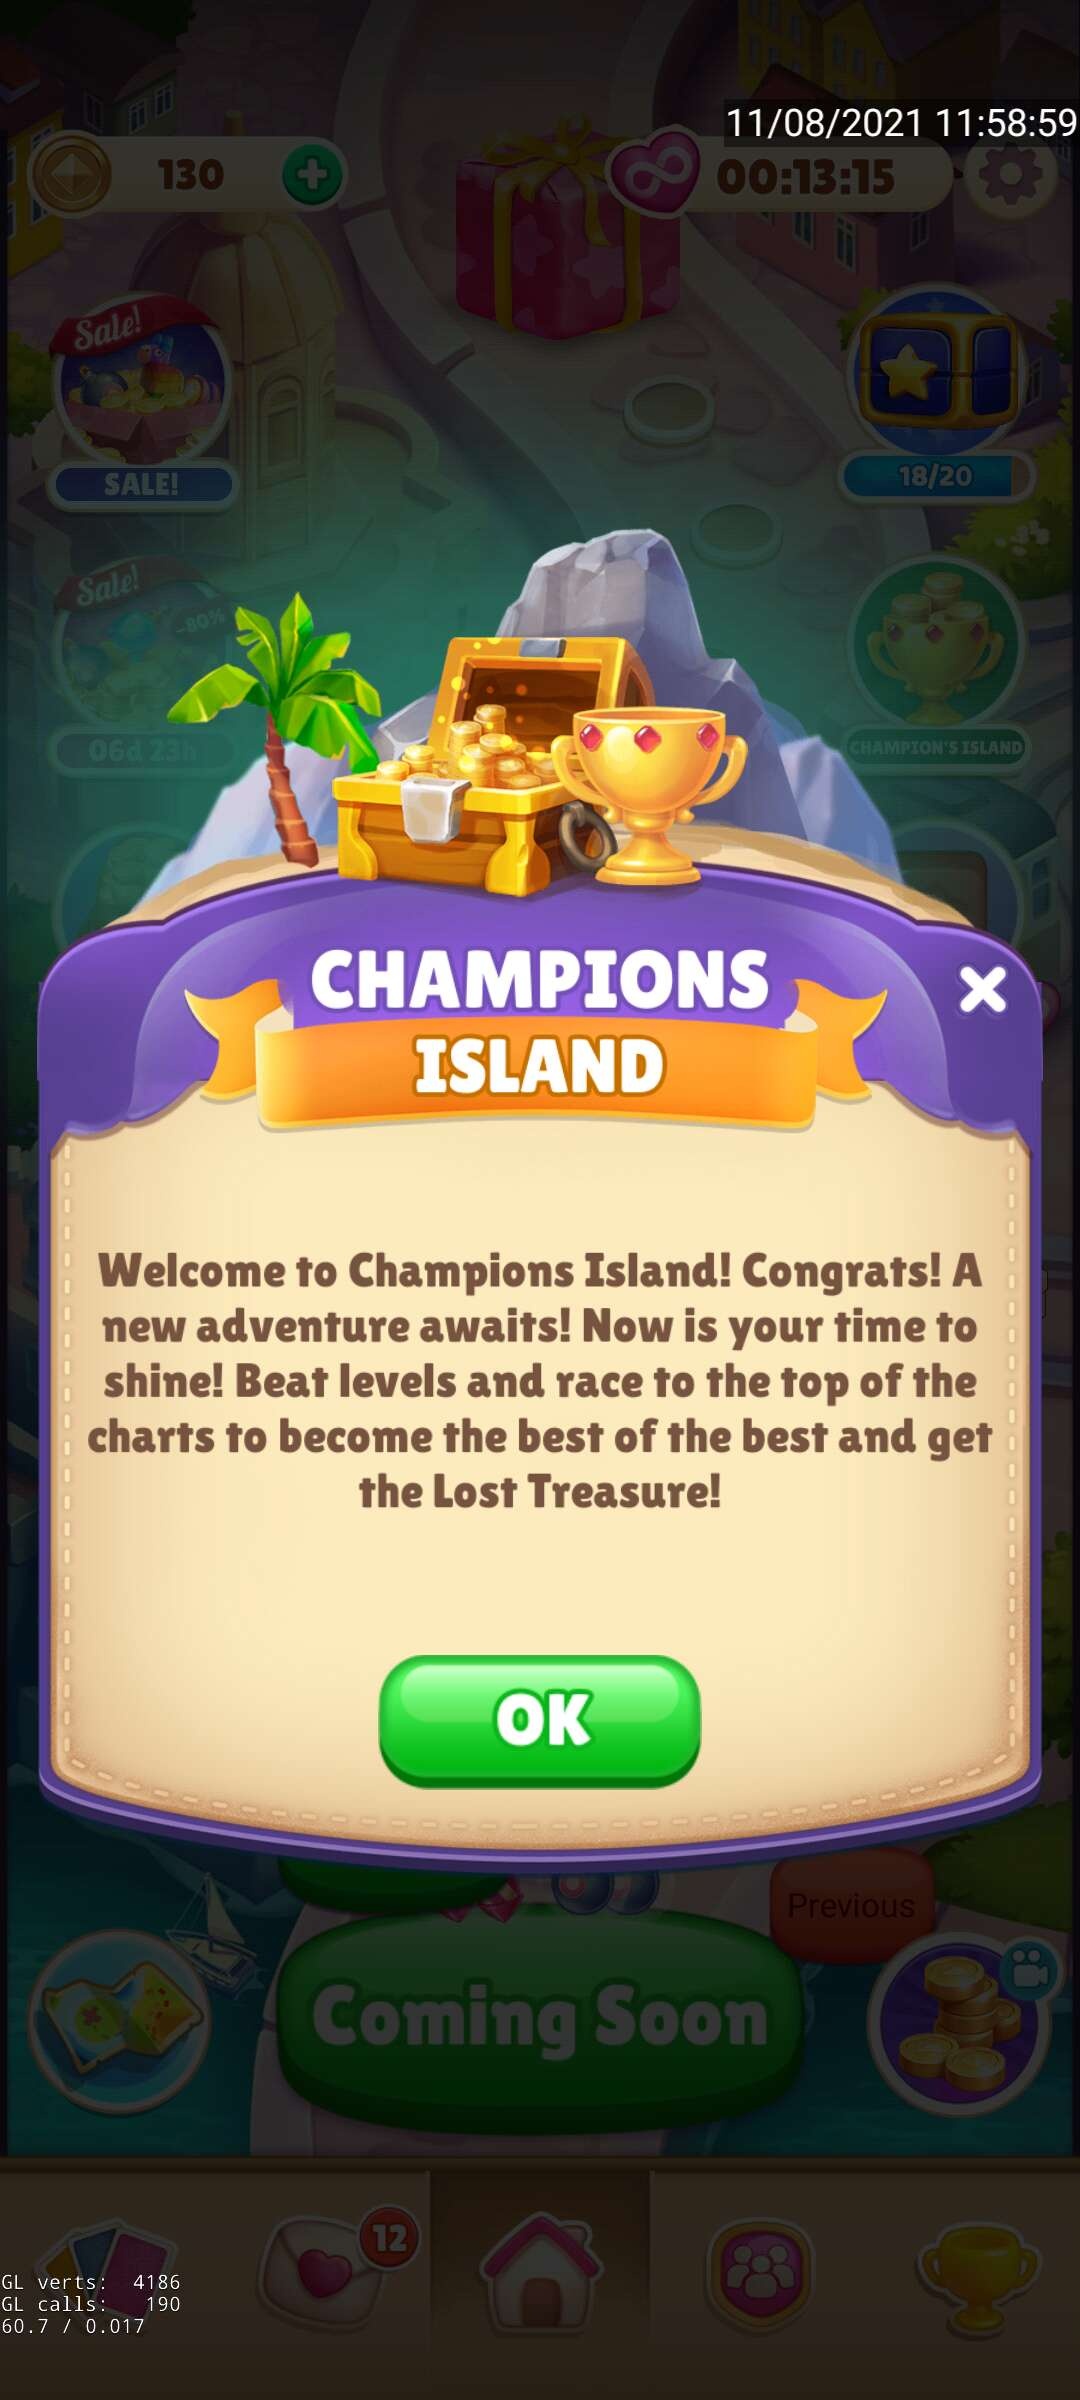 11/08/2021 11:58:59
130
00:13:15
Sale!
SALE!
18/20
Sale!
-80%
06d 23h
CHAMPION'S ISLAND
CHAMPIONS
ISLAND
Welcome to Champions Island! Congrats! A
new adventure awaits! Now is your time to
shine! Beat levels and race to the top of the
charts to become the best of the best and get
the Lost Treasure!
OK
Previous
Coming Soon
12
GL verts: 4186
GL calls: 190
60.7 / 0.017